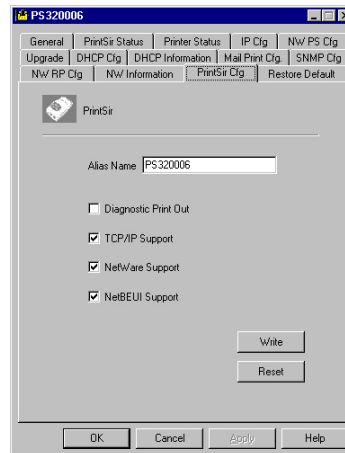 PS320006
General PrintSir Status Printer Status IP Cfg NW PS Cfg
Upgrade DHCP Cfg DHCP Information Mail Print Cfg. SNMP Cfg
NW RP Cfg NW Information PrintSir Cfg Restore Default
PrintSir
Alias Name PS320006
Diagnostic Print Out
TCP/IP Support
NetWare Support
NetBEUI Support
Write
Reset
OK Cancel Apply Help